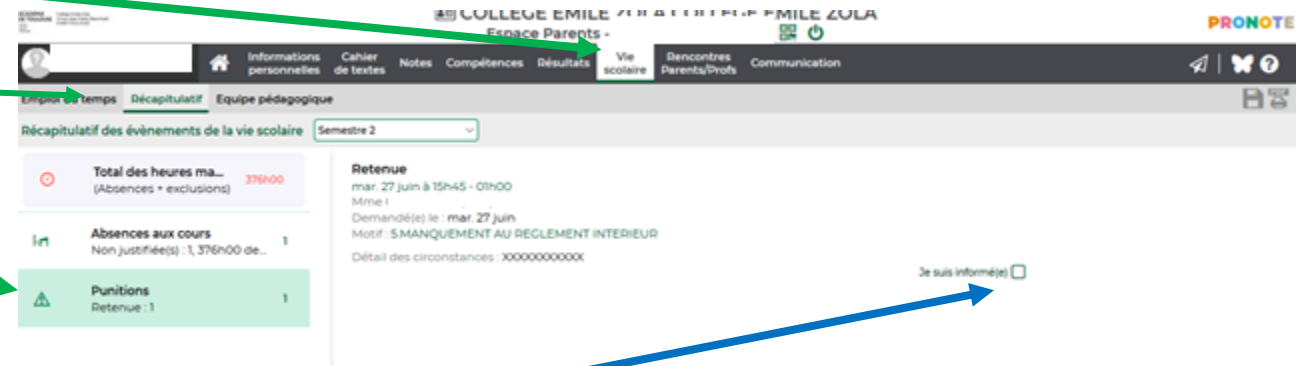 COLLEGE EMILE ZOLA COLLEGE EMILE ZOLA
Espace Parents -
PRONOTE
Informations personnelles
Cahier de textes
Notes
Compétences
Résultats
Vie scolaire
Rencontres Parents/Profs
Communication
Emploi du temps
Récapitulatif
Equipe pédagogique
Récapitulatif des évènements de la vie scolaire
Semestre 2
Total des heures ma... 376h00
(Absences + exclusions)
Absences aux cours 1
Non justifiée(s) : 1, 376h00 de...
Punitions 1
Retenue : 1
Retenue
mar. 27 juin à 15h45 - 01h00
Mme
Demandé(e) le : mar. 27 juin
Motif : S.MANQUEMENT AU REGLEMENT INTERIEUR
Détail des circonstances : XXXXXXXXXXX
Je suis informé(e)